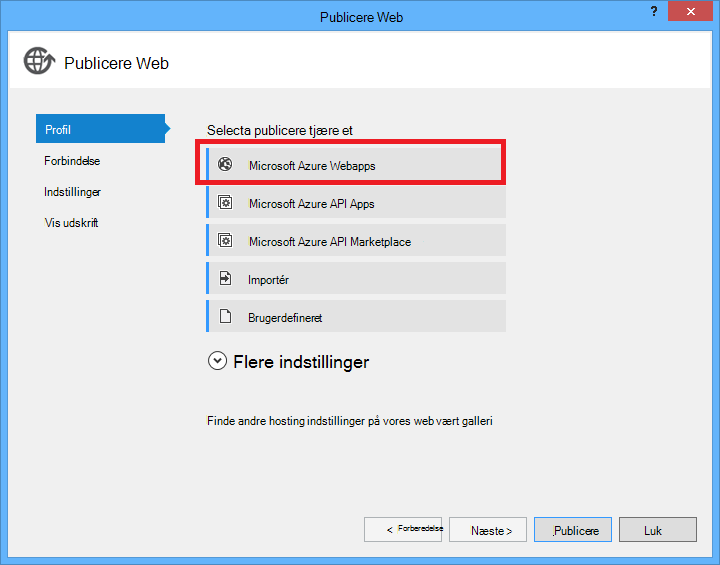 Publicere Web
?
Publicere Web
Profil
Forbindelse
Indstillinger
Vis udskrift
Selecta publicere tjære et
Microsoft Azure Webapps
Microsoft Azure API Apps
Microsoft Azure API Marketplace
Importér
Brugerdefineret
Flere indstillinger
Finde andre hosting indstillinger på vores web vært galleri
< Forberedelse
Næste >
Publicere
Luk